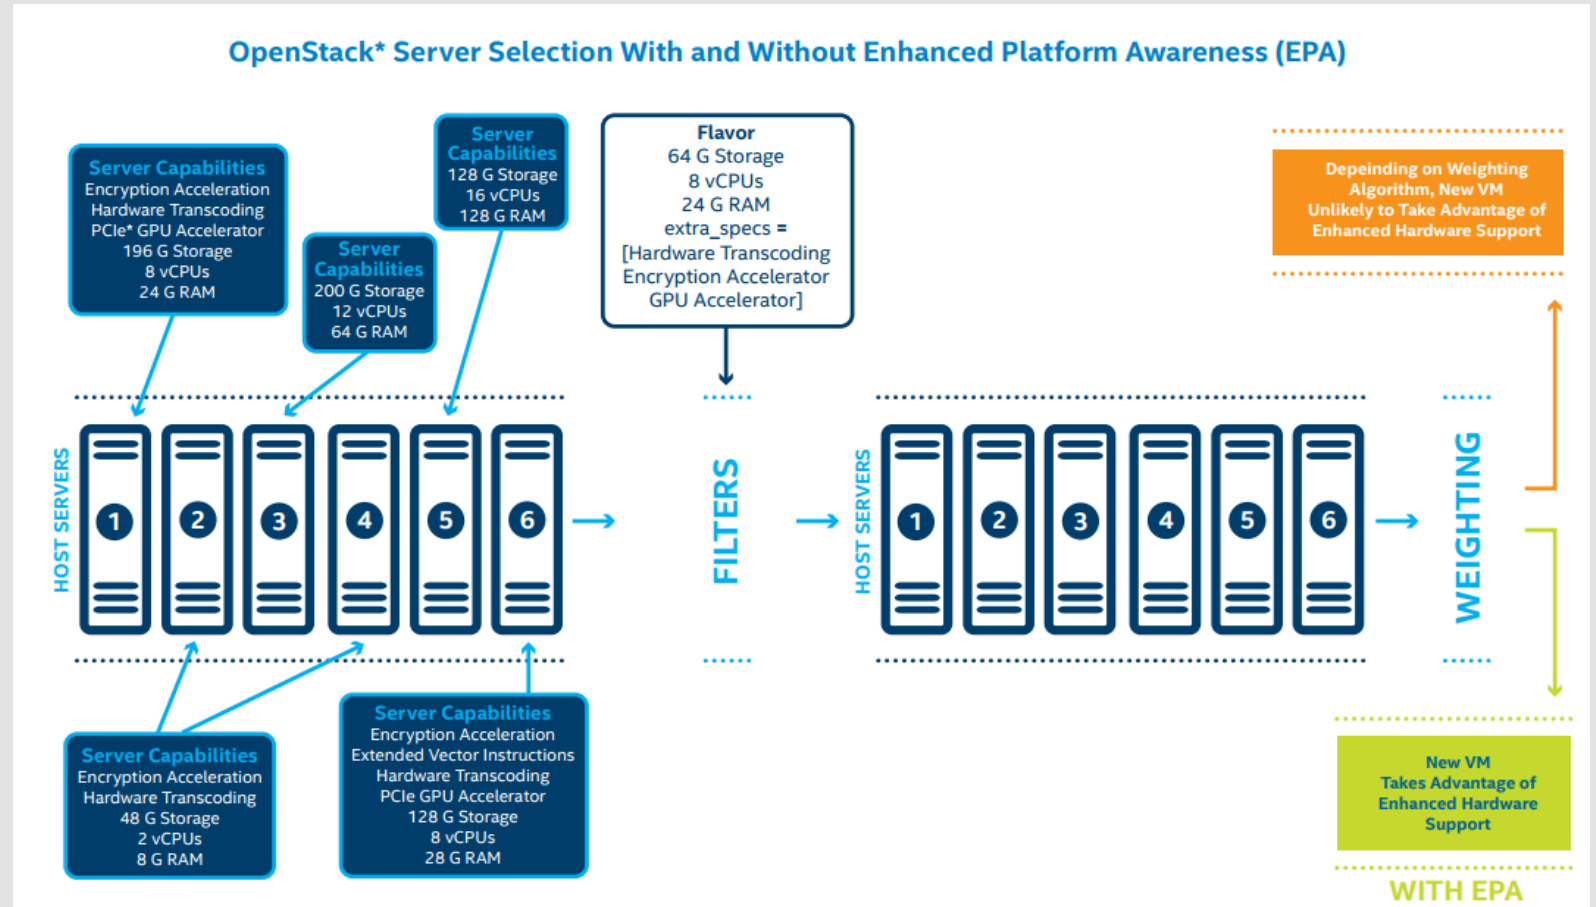 OpenStack* Server Selection With and Without Enhanced Platform Awareness (EPA)
Server Capabilities
Encryption Acceleration
Hardware Transcoding
PCIe* GPU Accelerator
196 G Storage
8 vCPUs
24 G RAM
Server
Capabilities
200 G Storage
12 vCPUs
64 G RAM
Server
Capabilities
128 G Storage
16 vCPUs
128 G RAM
Flavor
64 G Storage
8 vCPUs
24 G RAM
extra_specs =
[Hardware Transcoding
Encryption Accelerator
GPU Accelerator]
Depeinding on Weighting
Algorithm, New VM
Unlikely to Take Advantage of
Enhanced Hardware Support
HOST SERVERS
1
2
3
4
5
6
FILTERS
HOST SERVERS
1
2
3
4
5
6
WEIGHTING
Server Capabilities
Encryption Acceleration
Hardware Transcoding
48 G Storage
2 vCPUs
8 G RAM
Server Capabilities
Encryption Acceleration
Extended Vector Instructions
Hardware Transcoding
PCIe GPU Accelerator
128 G Storage
8 vCPUs
28 G RAM
New VM
Takes Advantage of
Enhanced Hardware
Support
WITH EPA